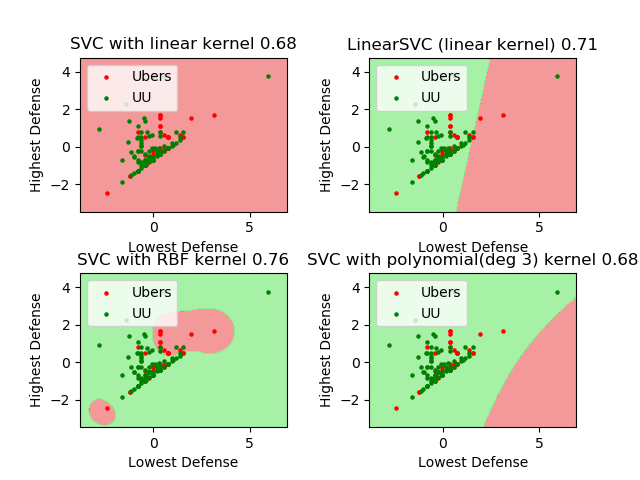 SVC with linear kernel 0.68
4
2
0
−2
0
5
Highest Defense
Lowest Defense
Ubers
UU
LinearSVC (linear kernel) 0.71
4
2
0
−2
0
5
Highest Defense
Lowest Defense
Ubers
UU
SVC with RBF kernel 0.76
4
2
0
−2
0
5
Highest Defense
Lowest Defense
Ubers
UU
SVC with polynomial(deg 3) kernel 0.68
4
2
0
−2
0
5
Highest Defense
Lowest Defense
Ubers
UU